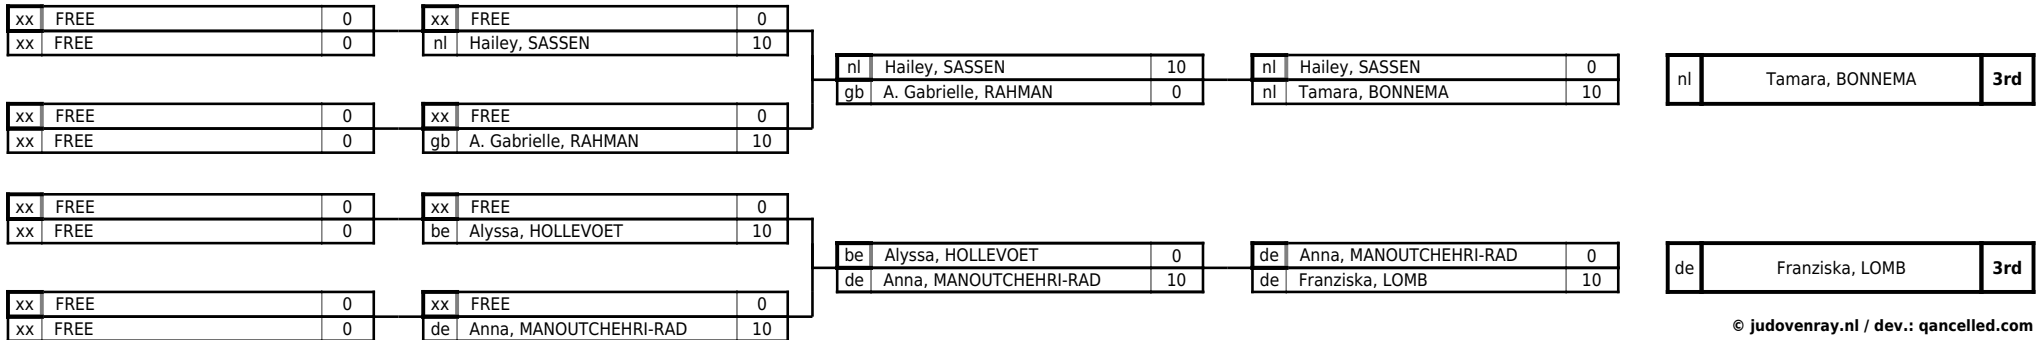 xx FREE 0 xx FREE 0
xx FREE 0 nl Hailey, SASSEN 10
nl Hailey, SASSEN 10 nl Hailey, SASSEN 0
gb A. Gabrielle, RAHMAN 0 nl Tamara, BONNEMA 10
nl Tamara, BONNEMA 3rd
xx FREE 0 xx FREE 0
xx FREE 0 gb A. Gabrielle, RAHMAN 10
xx FREE 0 xx FREE 0
xx FREE 0 be Alyssa, HOLLEVOET 10
be Alyssa, HOLLEVOET 0 de Anna, MANOUTCHEHRI-RAD 0
de Anna, MANOUTCHEHRI-RAD 10 de Franziska, LOMB 10
de Franziska, LOMB 3rd
xx FREE 0 xx FREE 0
xx FREE 0 de Anna, MANOUTCHEHRI-RAD 10
© judovenray.nl / dev.: qancelled.com